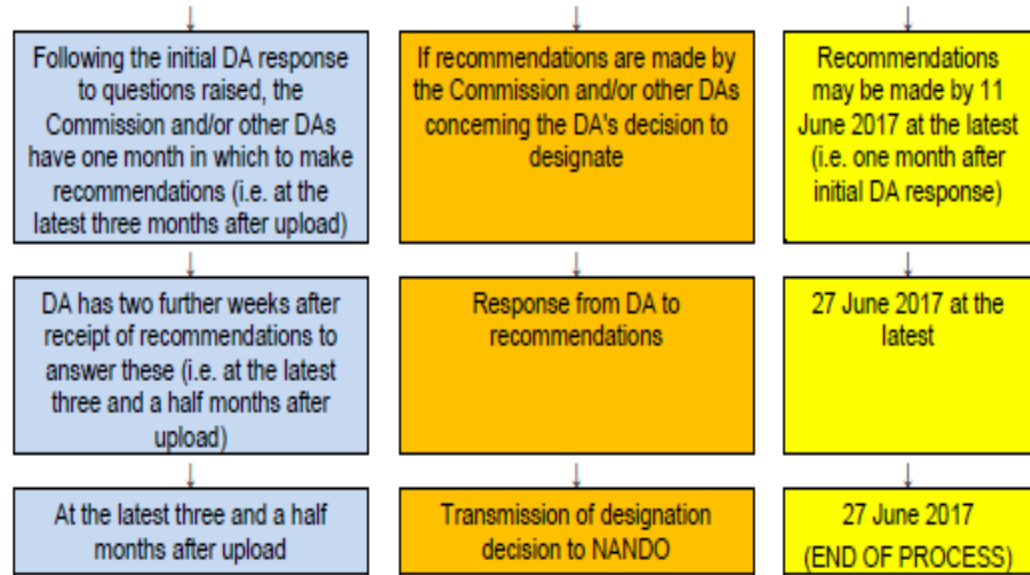 Following the initial DA response
to questions raised, the
Commission and/or other DAs
have one month in which to make
recommendations (i.e. at the
latest three months after upload)
If recommendations are made by
the Commission and/or other DAs
concerning the DA's decision to
designate
Recommendations
may be made by 11
June 2017 at the latest
(i.e. one month after
initial DA response)
DA has two further weeks after
receipt of recommendations to
answer these (i.e. at the latest
three and a half months after
upload)
Response from DA to
recommendations
27 June 2017 at the
latest
At the latest three and a half
months after upload
Transmission of designation
decision to NANDO
27 June 2017
(END OF PROCESS)